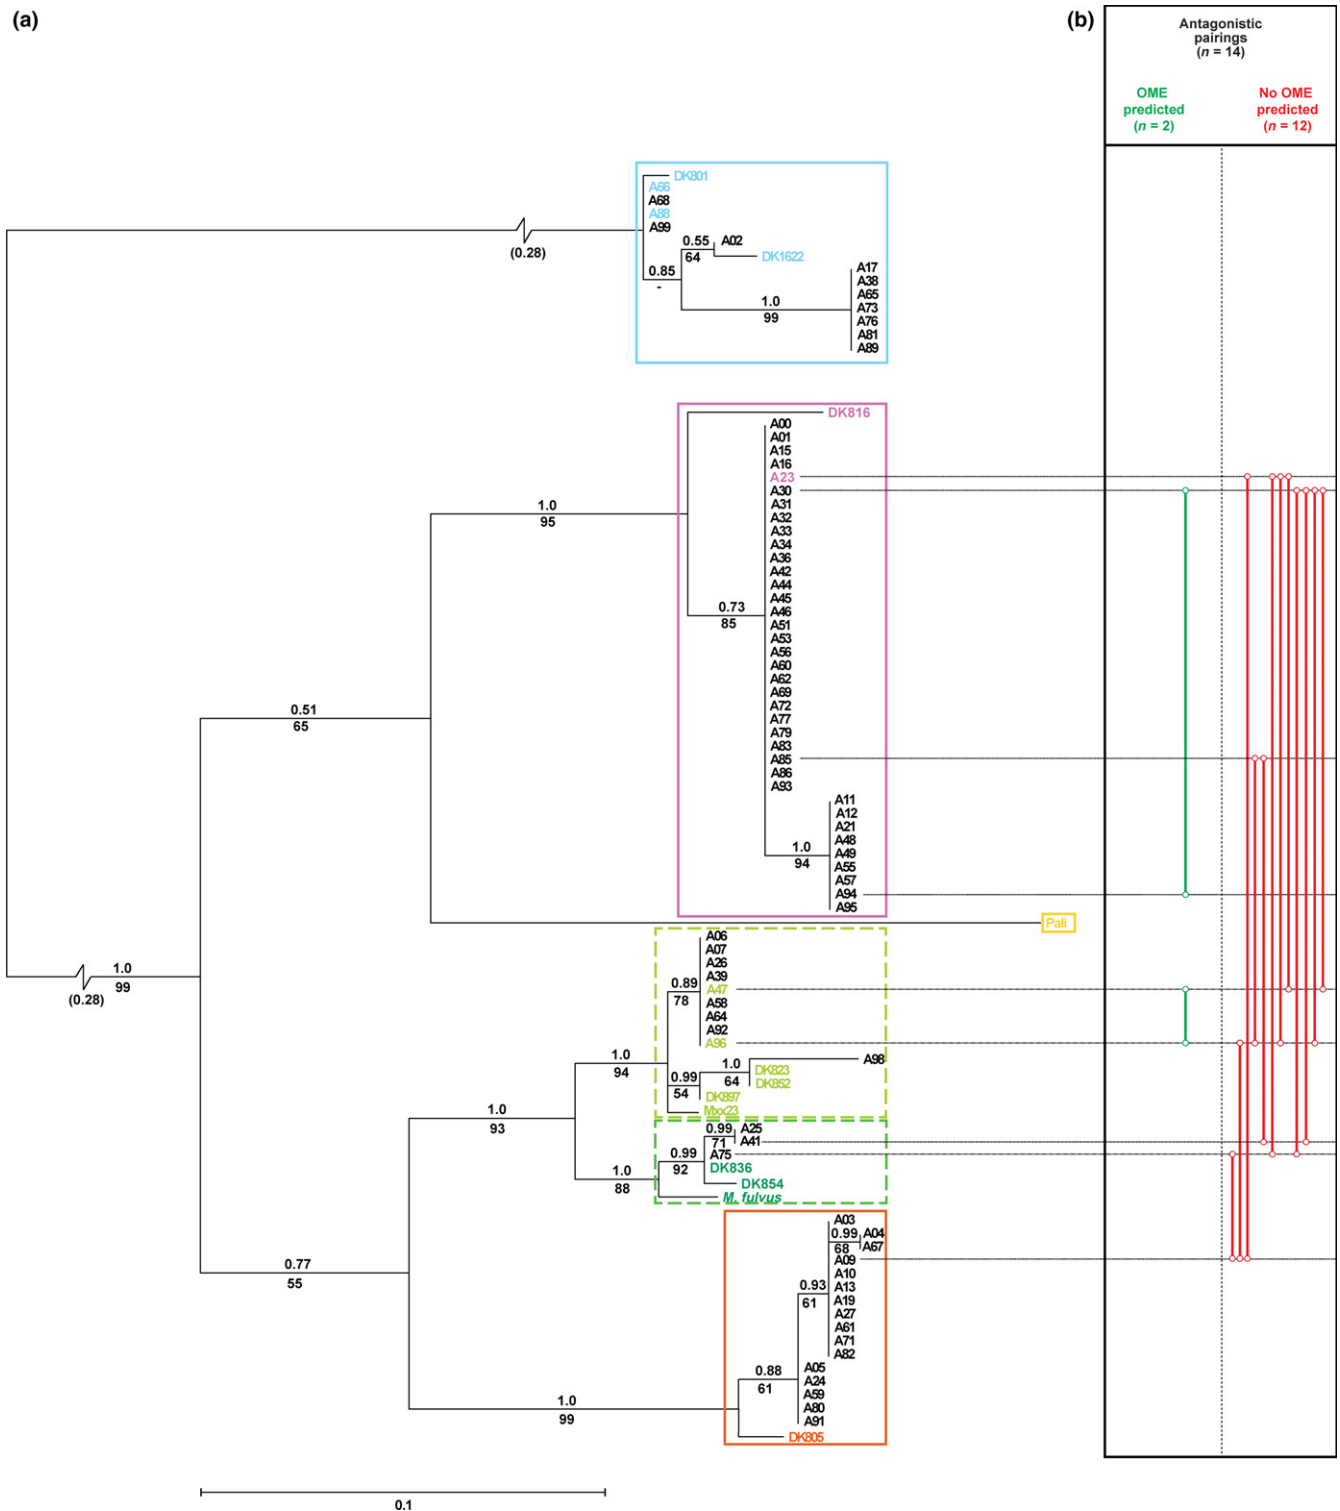 (a)
(b)
Antagonistic
pairings
(n = 14)
OME
predicted
(n = 2)
No OME
predicted
(n = 12)
DK801
A66
A68
A88
A99
(0.28)
0.55
64
A02
DK1622
0.85
-
1.0
99
A17
A38
A65
A73
A76
A81
A89
DK816
A00
A01
A15
A16
A23
A30
A31
A32
A33
A34
A36
A42
A44
A45
A46
A51
A53
A56
A60
A62
A69
A72
A77
A79
A83
A85
A86
A93
1.0
95
0.73
85
0.51
65
1.0
94
A11
A12
A21
A48
A49
A55
A57
A94
A95
Pali
(0.28)
1.0
99
A06
A07
A26
A39
A47
A58
A64
A92
A96
0.89
78
1.0
94
0.99
54
1.0
64
A98
DK823
DK852
DK897
Mxx23
1.0
93
0.99
71
A25
A41
A75
0.99
92
DK836
DK854
M. fulvus
1.0
88
0.77
55
A03
0.99
68
A04
A67
A09
A10
A13
A19
A27
A61
A71
A82
0.93
61
0.88
61
A05
A24
A59
A80
A91
DK805
1.0
99
0.1